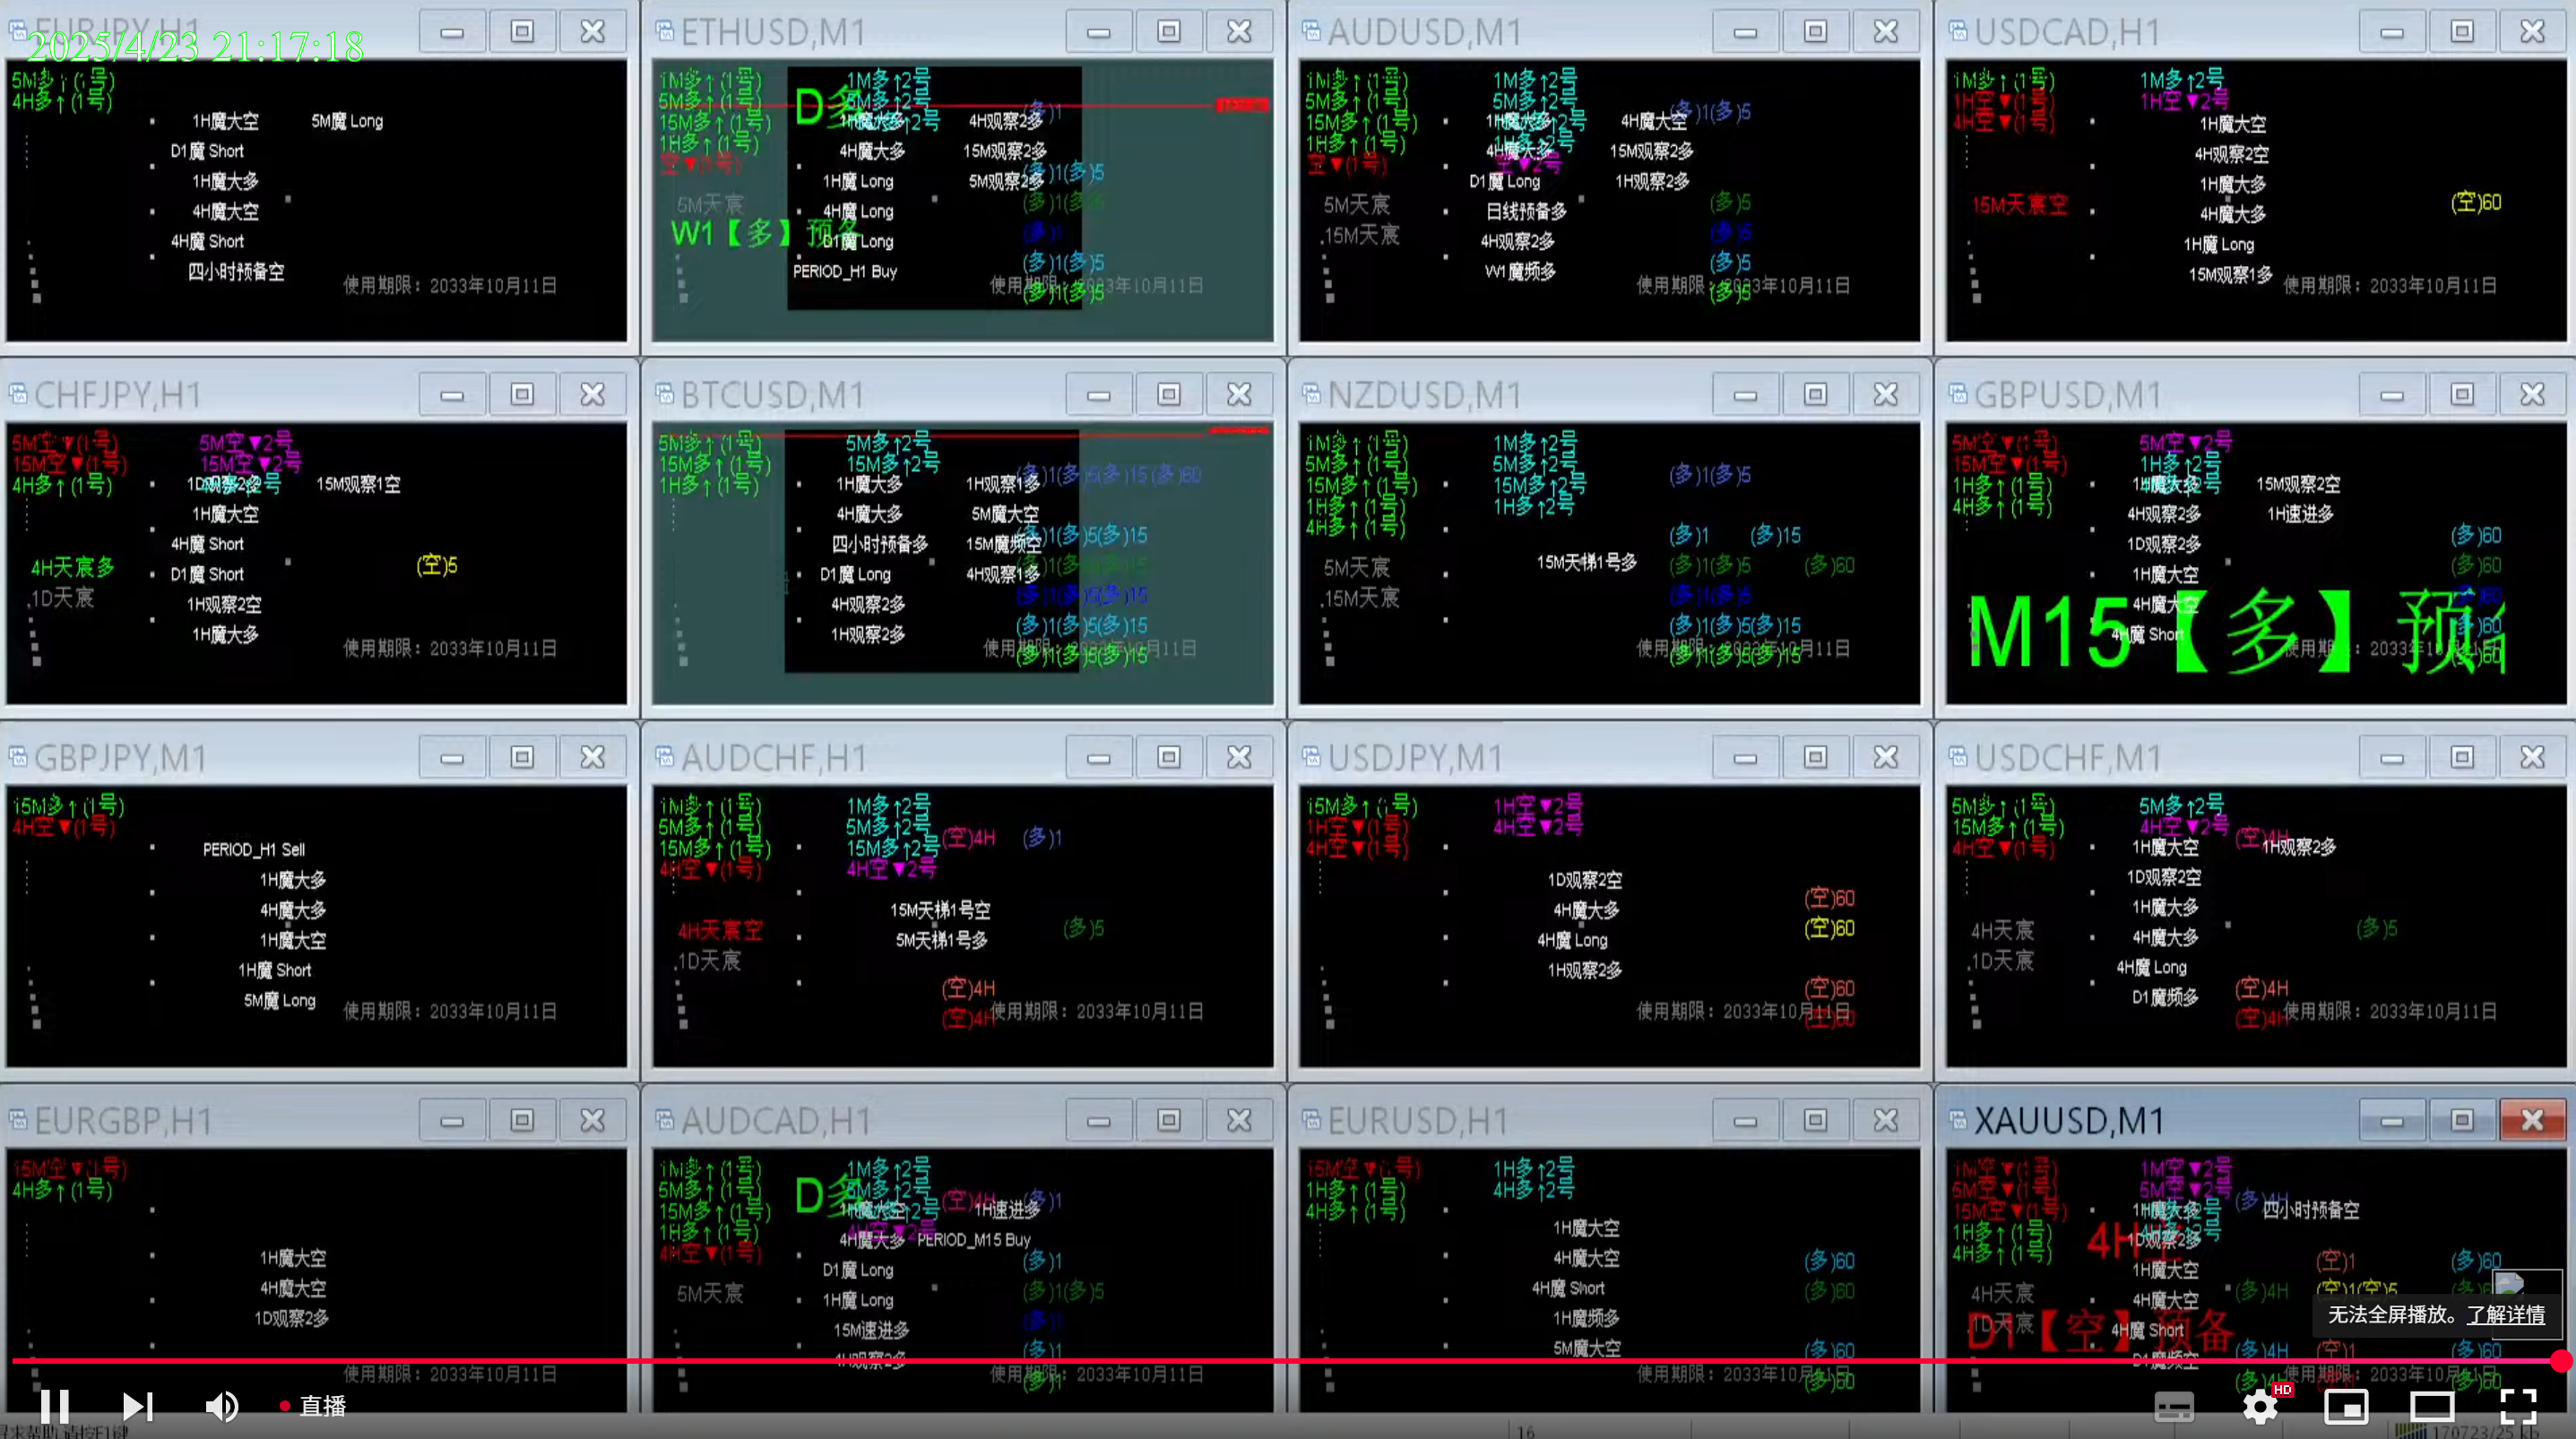 EURJPY,H1
2025/4/23 21:17:18
5M多↑(1号)
4H多↑(1号)
1H魔大空 5M魔 Long
D1魔 Short
1H魔大多
4H魔大空
4H魔 Short
四小时预备空
使用期限：2033年10月11日
ETHUSD,M1
1M多↑(1号) 1M多↑2号
5M多↑(1号) D多 5M多↑2号 (多)1
15M多↑(1号) 1H魔大多 4H观察2多
1H多↑(1号) 4H魔大多 15M观察2多
空▼(1号) (多)1(多)5
1H魔 Long 5M观察2多
5M天宸 4H魔 Long (多)1(多)5
W1【多】预备 D1魔 Long (多)1
PERIOD_H1 Buy (多)1(多)5
使用期限：2033年10月11日
(多)1(多)5
AUDUSD,M1
1M多↑(1号) 1M多↑2号
5M多↑(1号) 5M多↑2号 (多)1(多)5
15M多↑(1号) 1H魔大多 4H魔大空
1H多↑(1号) 4H魔大多 15M观察2多
空▼(1号) 空▼2号
D1魔 Long 1H观察2多
5M天宸 日线预备多 (多)5
15M天宸 4H观察2多 (多)5
W1魔频多 (多)5
使用期限：2033年10月11日
(多)5
USDCAD,H1
1M多↑(1号) 1M多↑2号
1H空▼(1号) 1H空▼2号
4H空▼(1号) 1H魔大空
4H观察2空
1H魔大多
15M天宸空 4H魔大多 (空)60
1H魔 Long
15M观察1多
使用期限：2033年10月11日
CHFJPY,H1
5M空▼(1号) 5M空▼2号
15M空▼(1号) 15M空▼2号
4H多↑(1号) 1D观察2多 15M观察1空
1H魔大空
4H魔 Short
4H天宸多 D1魔 Short (空)5
1D天宸 1H观察2空
1H魔大多
使用期限：2033年10月11日
BTCUSD,M1
5M多↑(1号) 5M多↑2号
15M多↑(1号) 15M多↑2号 (多)1(多)5(多)15(多)60
1H多↑(1号) 1H魔大多 1H观察1多
4H魔大多 5M魔大空
四小时预备多 15M魔频空 (多)1(多)5(多)15
D1魔 Long 4H观察1多
4H观察2多 (多)1(多)5(多)15
1H观察2多 (多)1(多)5(多)15
使用期限：2033年10月11日
(多)1(多)5(多)15
NZDUSD,M1
1M多↑(1号) 1M多↑2号
5M多↑(1号) 5M多↑2号 (多)1(多)5
15M多↑(1号) 15M多↑2号
1H多↑(1号) 1H多↑2号
4H多↑(1号) (多)1 (多)15
5M天宸 15M天梯1号多 (多)1(多)5 (多)60
15M天宸 (多)1(多)5
(多)1(多)5(多)15
使用期限：2033年10月11日
(多)1(多)5(多)15
GBPUSD,M1
5M空▼(1号) 5M空▼2号
15M空▼(1号) 1H多↑2号
1H多↑(1号) 1H魔大多 15M观察2空
4H多↑(1号) 4H观察2多 1H速进多
1D观察2多 (多)60
1H魔大空 (多)60
4H魔大空
M15【多】预
4H魔 Short
GBPJPY,M1
15M多↑(1号)
4H空▼(1号)
PERIOD_H1 Sell
1H魔大多
4H魔大多
1H魔大空
1H魔 Short
5M魔 Long
使用期限：2033年10月11日
AUDCHF,H1
1M多↑(1号) 1M多↑2号
5M多↑(1号) 5M多↑2号 (空)4H (多)1
15M多↑(1号) 15M多↑2号
4H空▼(1号) 4H空▼2号
15M天梯1号空
4H天宸空 5M天梯1号多 (多)5
1D天宸
(空)4H
使用期限：2033年10月11日
(空)4H
USDJPY,M1
15M多↑(1号) 1H空▼2号
1H空▼(1号) 4H空▼2号
4H空▼(1号)
1D观察2空 (空)60
4H魔大多 (空)60
4H魔 Long
1H观察2多 (空)60
使用期限：2033年10月11日
USDCHF,M1
5M多↑(1号) 5M多↑2号
15M多↑(1号) 4H空▼2号 (空)4H
4H空▼(1号) 1H魔大空 1H观察2多
1D观察2空
1H魔大多
4H天宸 4H魔大多 (多)5
1D天宸 4H魔 Long
D1魔频多 (空)4H
使用期限：2033年10月11日
(空)4H
EURGBP,H1
15M空▼(1号)
4H多↑(1号)
1H魔大空
4H魔大空
1D观察2多
使用期限：2033年10月11日
AUDCAD,H1
1M多↑(1号) 1M多↑2号
5M多↑(1号) D多 5M多↑2号 (空)4H (多)1
15M多↑(1号) 1H魔大空 1H速进多
1H多↑(1号) 4H魔大多 PERIOD_M15 Buy
4H空▼(1号) (多)1
D1魔 Long
5M天宸 1H魔 Long (多)1(多)5
15M速进多
4H观察2多 (多)1
使用期限：2033年10月11日
(多)1
EURUSD,H1
15M空▼(1号) 1H多↑2号
1H多↑(1号) 4H多↑2号
4H多↑(1号)
1H魔大空
4H魔大空 (多)60
4H魔 Short (多)60
1H魔频多
5M魔大空 (多)60
使用期限：2033年10月11日
(多)60
XAUUSD,M1
1M空▼(1号) 1M空▼2号
5M空▼(1号) 5M空▼2号 (多)4H
15M空▼(1号) 1H魔大多 四小时预备空
1H多↑(1号) 1D观察2多
4H多↑(1号) 4H空 (空)1 (多)60
1H魔大空
4H天宸 4H魔大空 (多)4H (空)1(空)5
1D天宸 4H魔 Short
D1【空】预备
D1魔频空 (多)4H (空)1 (多)60
使用期限：2033年10月11日
无法全屏播放。了解详情
直播
HD
寻求帮助,请按F1键
16
170723/25 kb